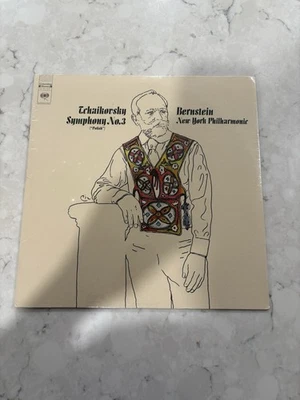 Tchaikovsky
Symphony No.3
("Polish")
Bernstein
New York Philharmonic